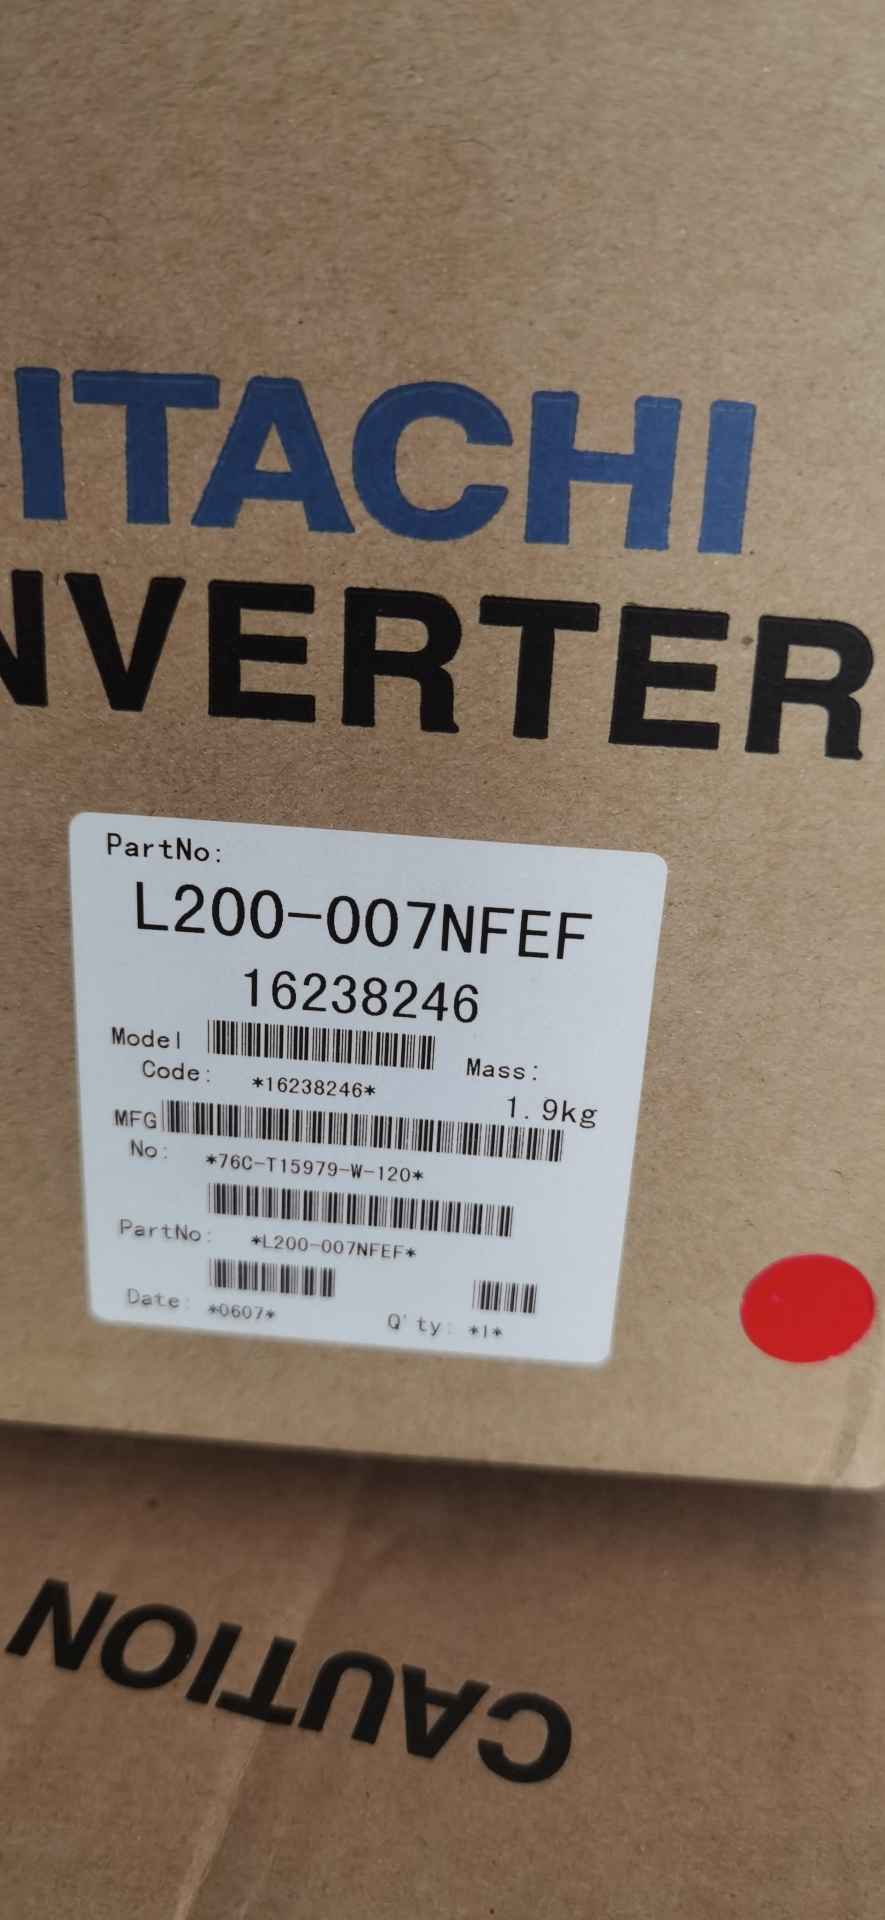 ITACHI
NVERTER
PartNo:
L200-007NFEF
16238246
Model
Code: *16238246*
Mass:
1.9kg
MFG
No: *76C-T15979-W-120*
PartNo: *L200-007NFEF*
Date: *0607*
Q'ty: *1*
CAUTION